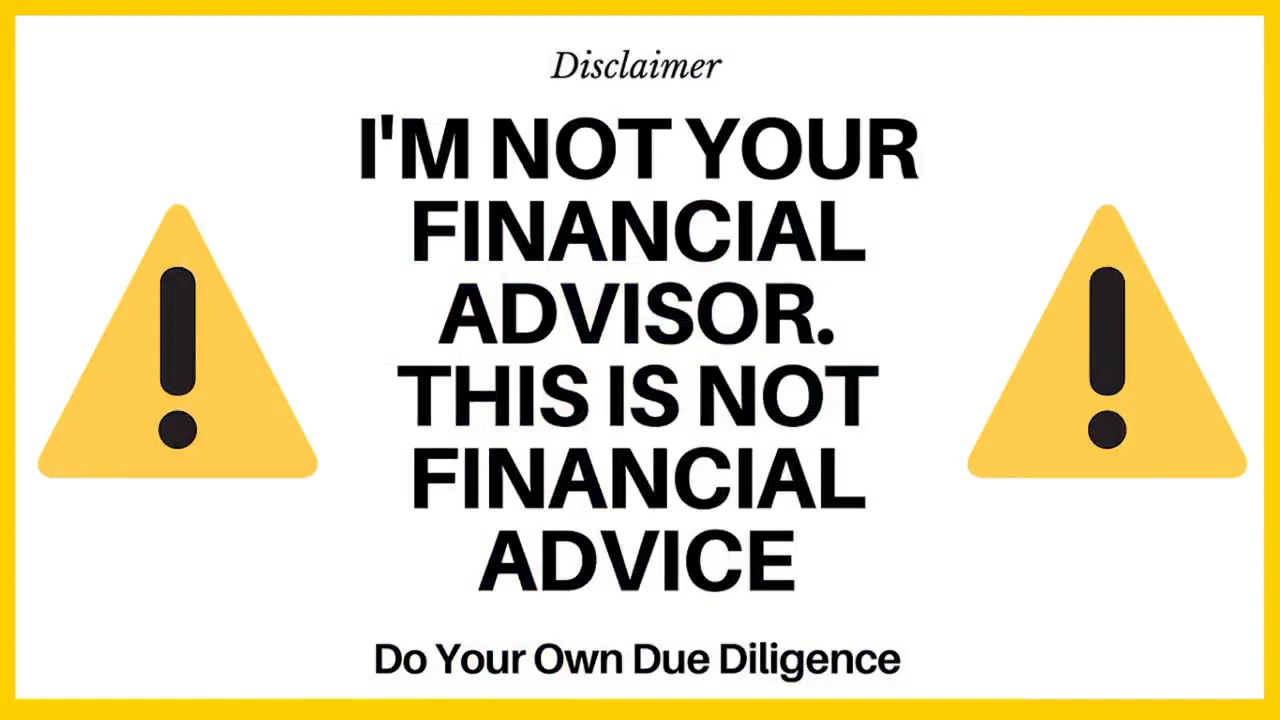 Disclaimer
I'M NOT YOUR
FINANCIAL
ADVISOR.
THIS IS NOT
FINANCIAL
ADVICE
Do Your Own Due Diligence